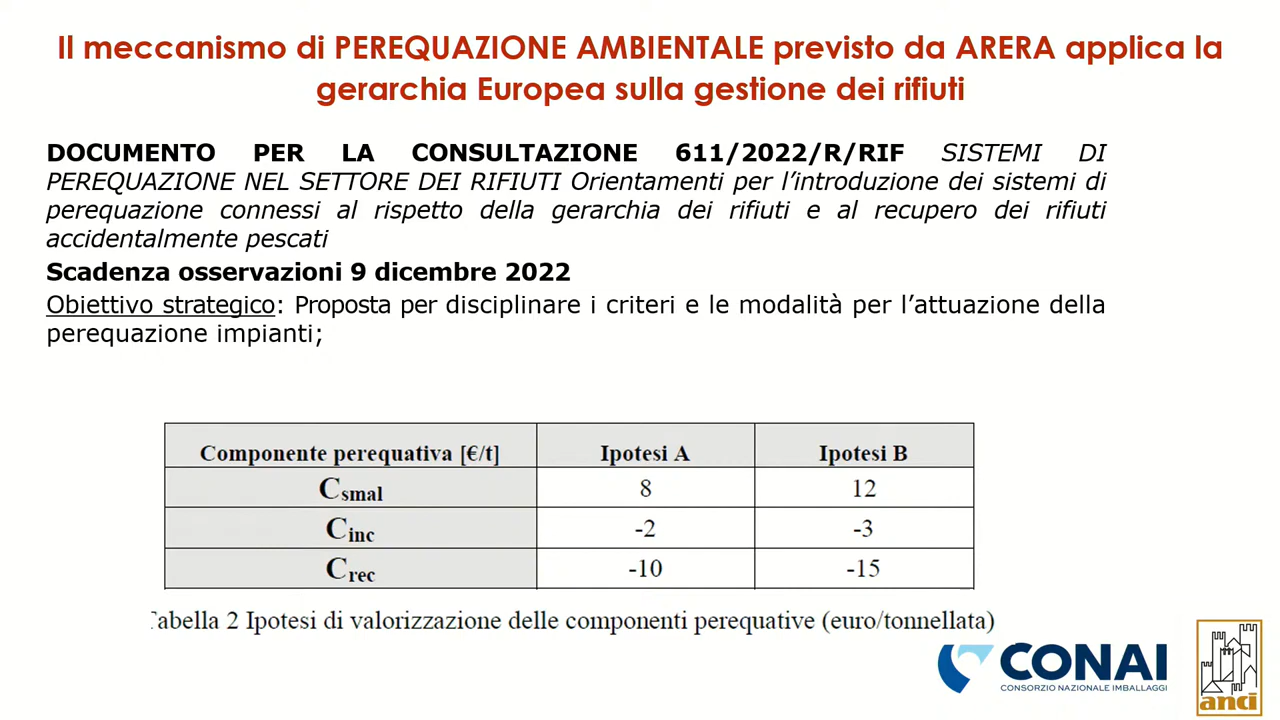 Il meccanismo di PEREQUAZIONE AMBIENTALE previsto da ARERA applica la
gerarchia Europea sulla gestione dei rifiuti
DOCUMENTO PER LA CONSULTAZIONE 611/2022/R/RIF SISTEMI DI
PEREQUAZIONE NEL SETTORE DEI RIFIUTI Orientamenti per l’introduzione dei sistemi di
perequazione connessi al rispetto della gerarchia dei rifiuti e al recupero dei rifiuti
accidentalmente pescati
Scadenza osservazioni 9 dicembre 2022
Obiettivo strategico: Proposta per disciplinare i criteri e le modalità per l’attuazione della
perequazione impianti;
Componente perequativa [€/t] Ipotesi A Ipotesi B
Csmal 8 12
Cinc -2 -3
Crec -10 -15
Tabella 2 Ipotesi di valorizzazione delle componenti perequative (euro/tonnellata)
CONAI
CONSORZIO NAZIONALE IMBALLAGGI
anci